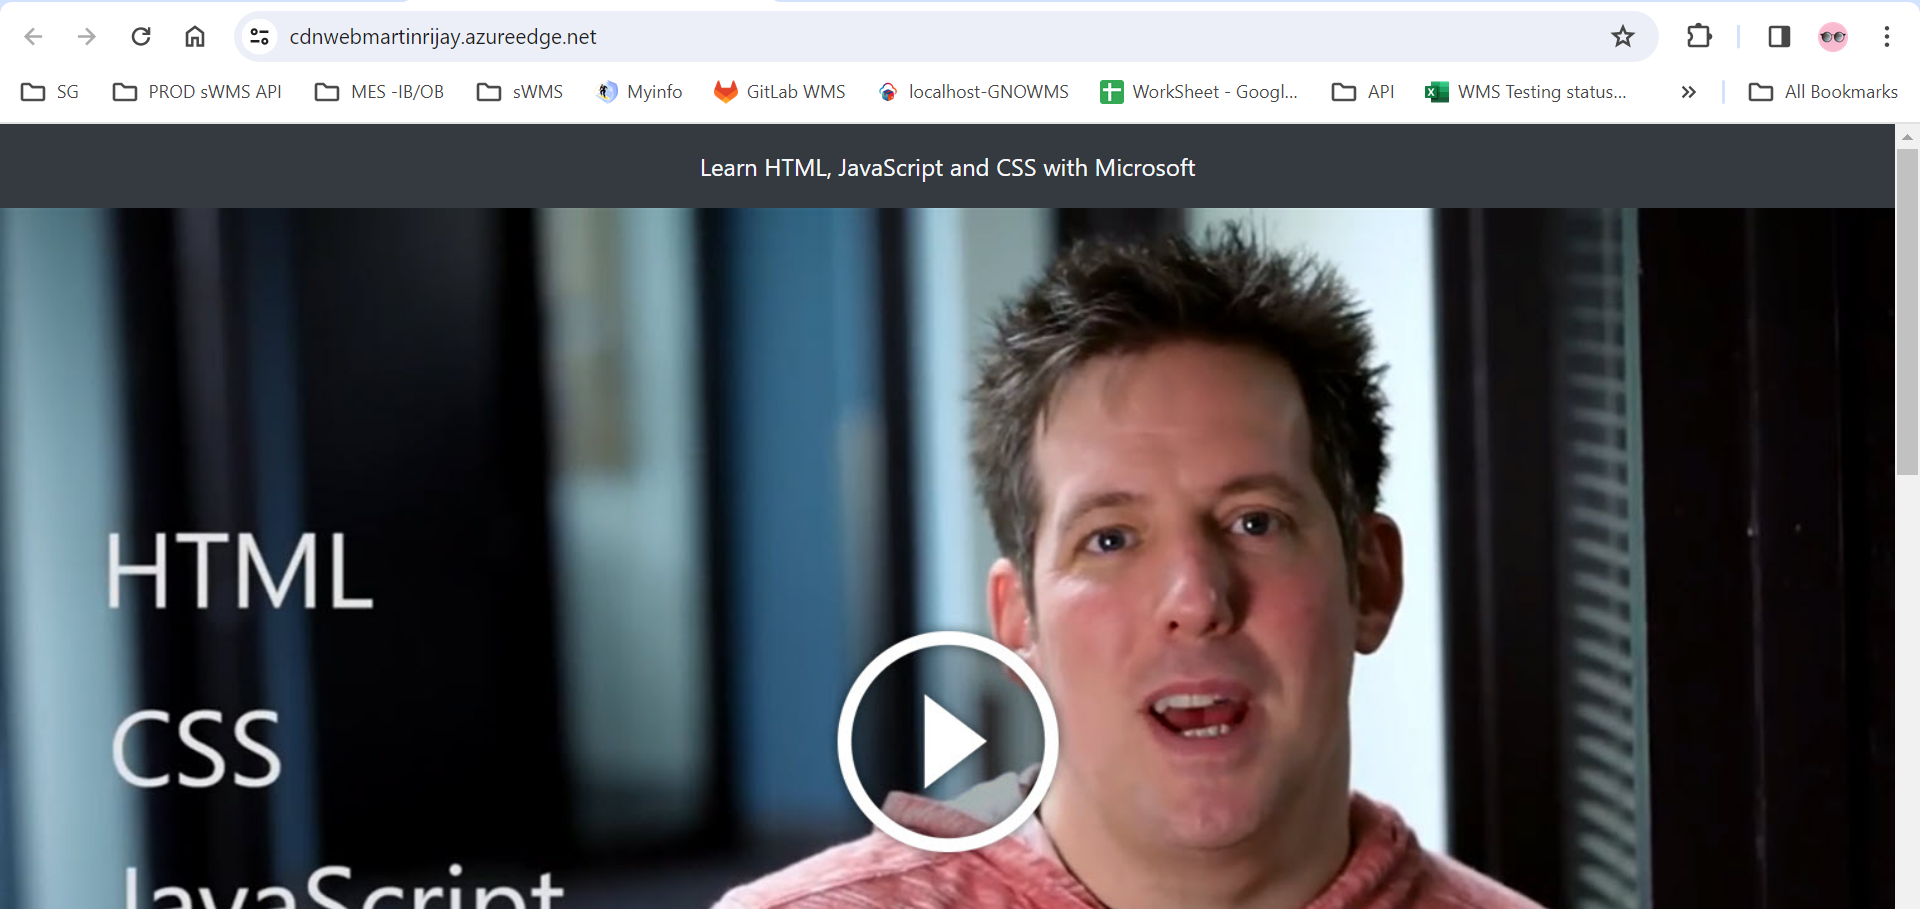 cdnwebmartinrijay.azureedge.net
SG PROD sWMS API MES -IB/OB sWMS Myinfo GitLab WMS localhost-GNOWMS WorkSheet - Googl... API WMS Testing status... » All Bookmarks
Learn HTML, JavaScript and CSS with Microsoft
HTML
CSS
JavaScript